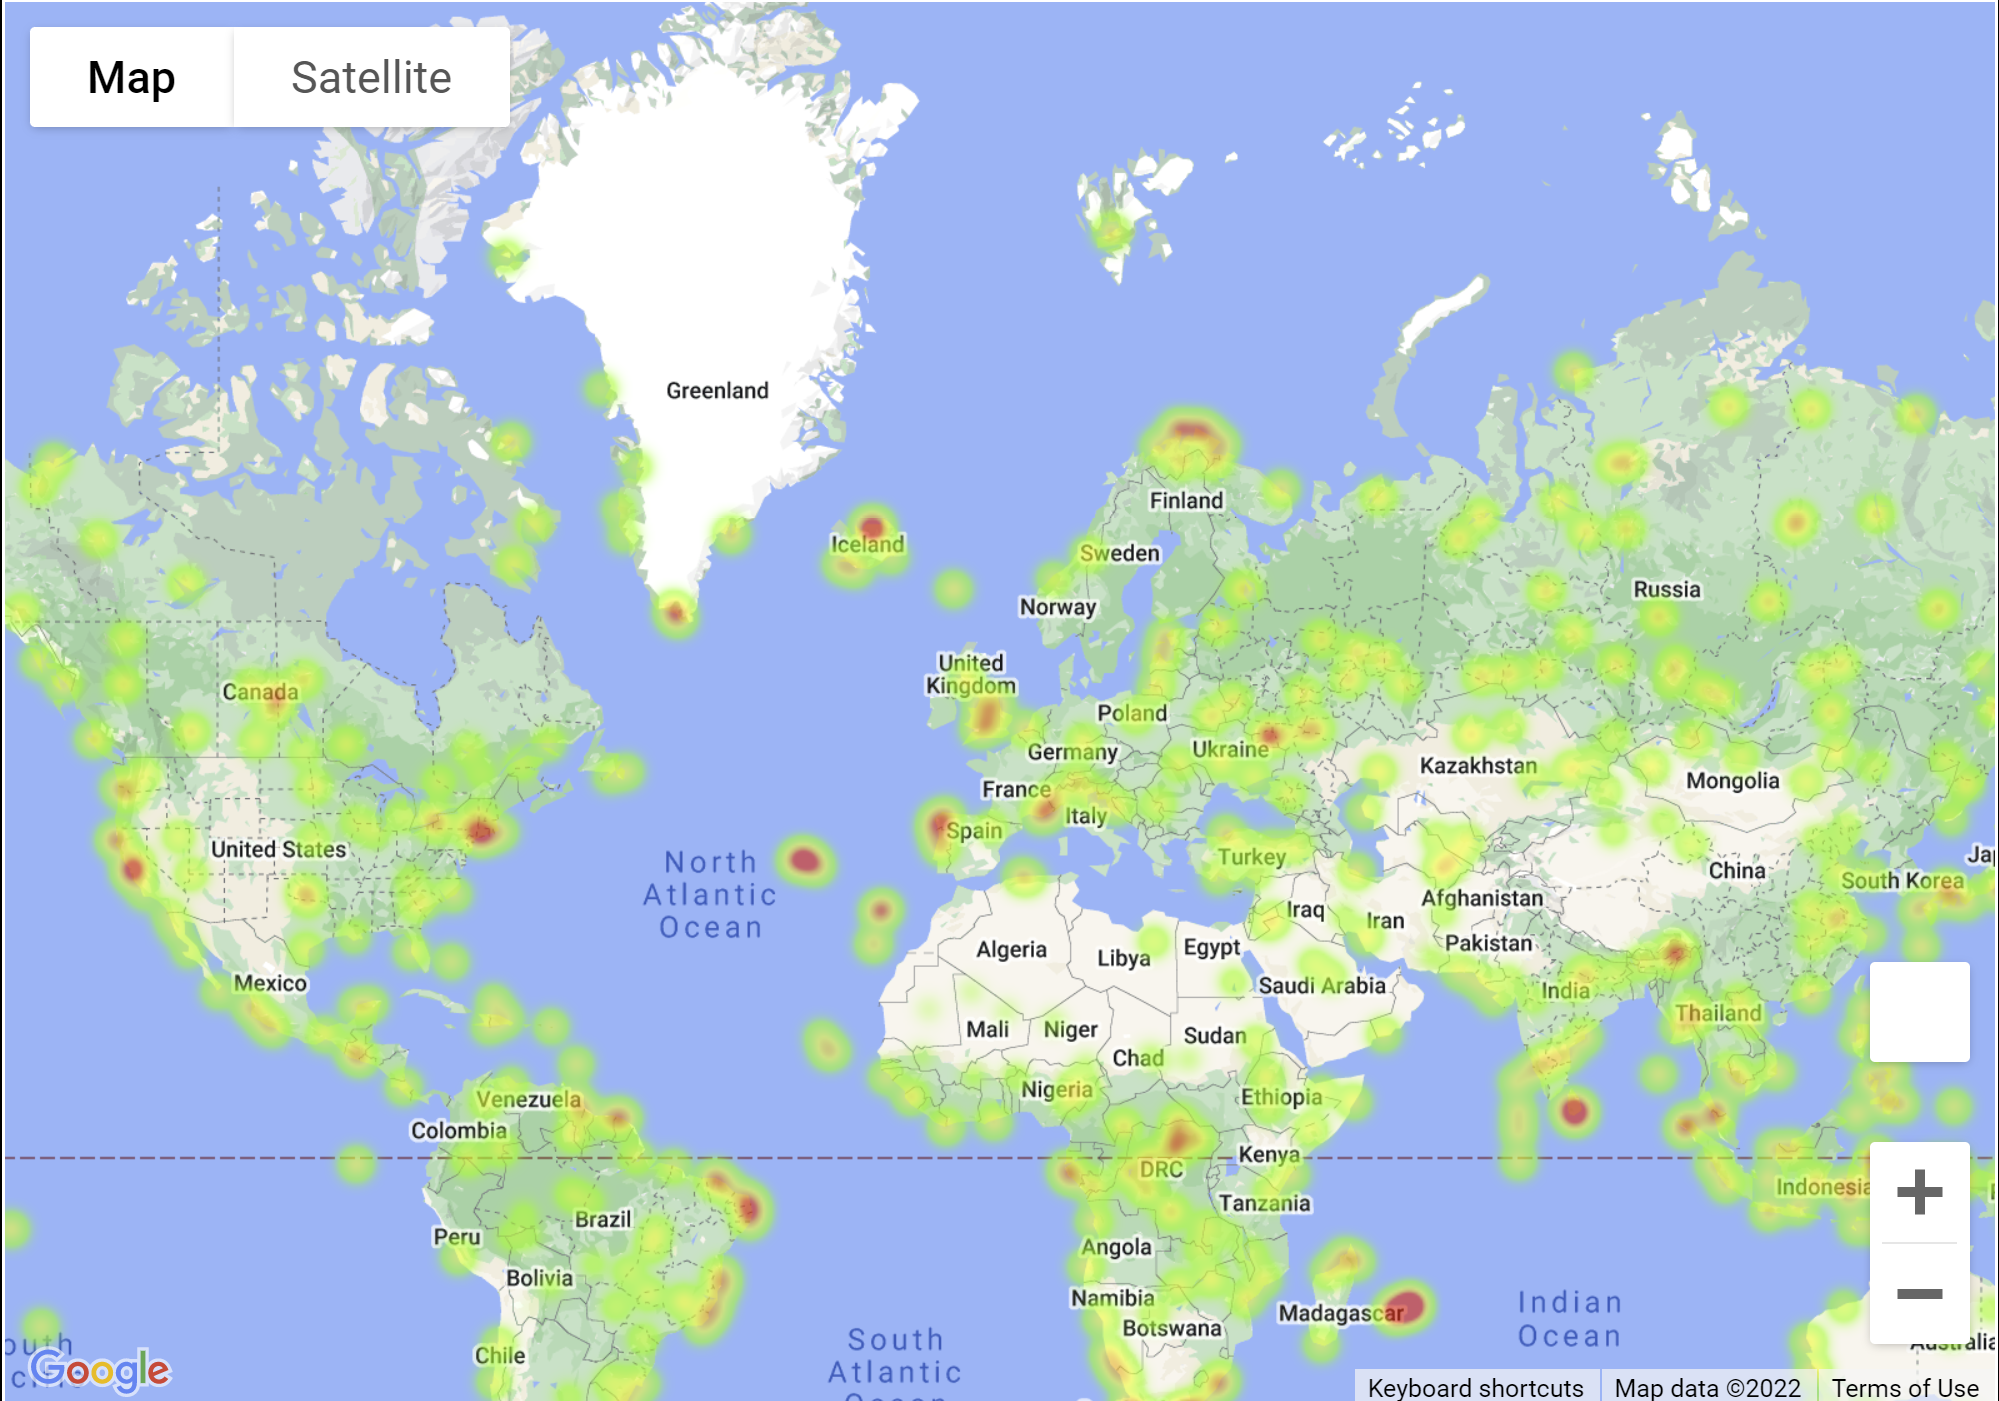 Map Satellite
Greenland
Finland
Iceland
Sweden
Russia
Norway
United
Kingdom
Canada
Poland
Ukraine
Germany
Kazakhstan
Mongolia
France
Italy
Spain
United States
Turkey
China
South Korea
North
Atlantic
Ocean
Afghanistan
Iraq
Iran
Pakistan
Algeria
Libya
Egypt
Mexico
Saudi Arabia
India
Mali
Niger
Sudan
Thailand
Chad
Nigeria
Ethiopia
Venezuela
Colombia
Kenya
DRC
Indonesia
Tanzania
Brazil
Peru
Angola
Bolivia
Namibia
Madagascar
Botswana
Indian
Ocean
South
Atlantic
Ocean
Chile
Australia
Google
Keyboard shortcuts Map data ©2022 Terms of Use